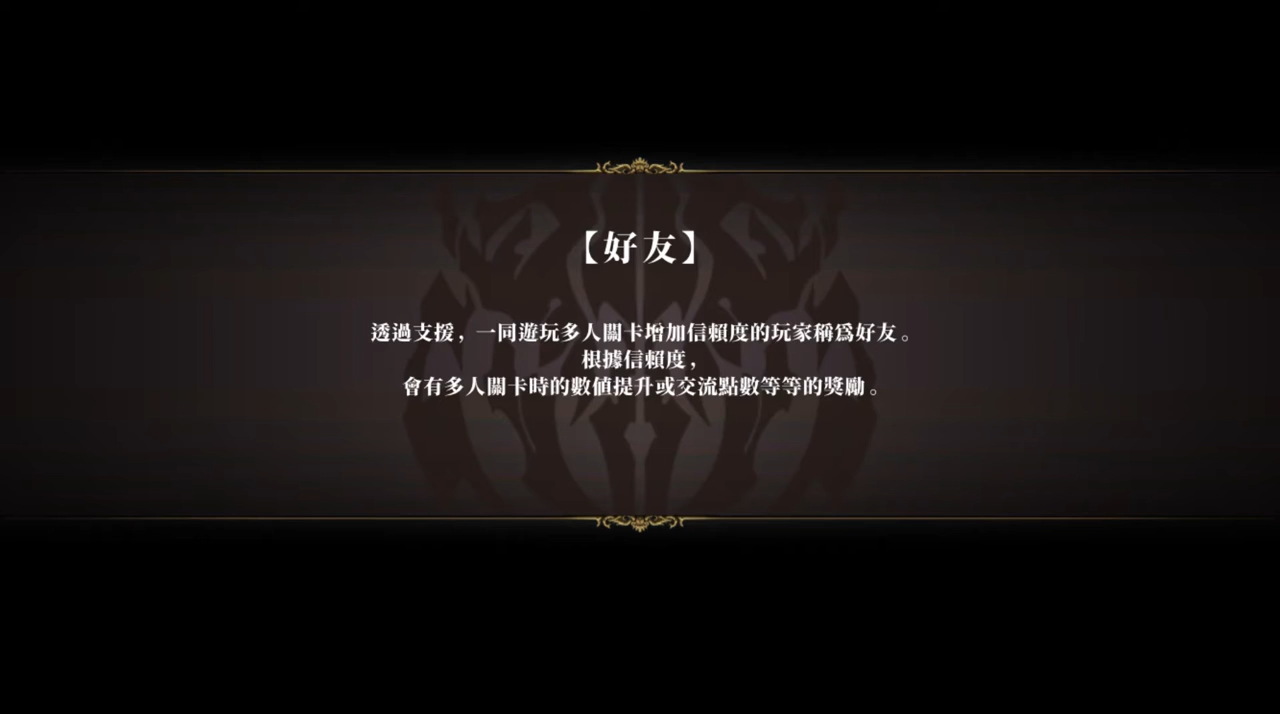 【好友】
透過支援，一同遊玩多人關卡增加信賴度的玩家稱爲好友。
根據信賴度，
會有多人關卡時的數值提升或交流點數等等的獎勵。